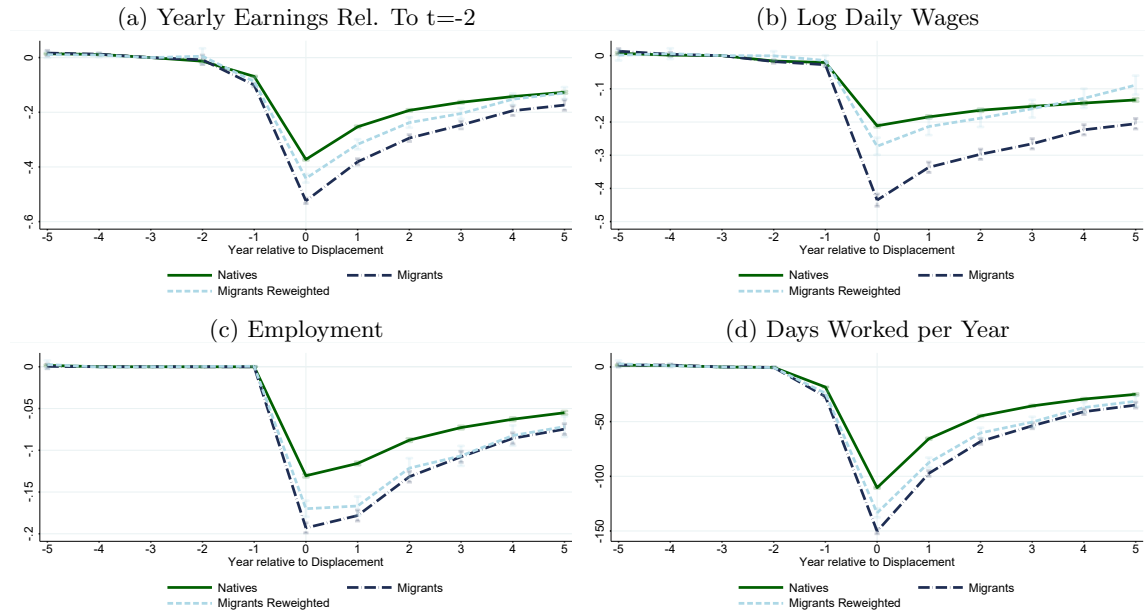 (a) Yearly Earnings Rel. To t=-2
0
-.2
-.4
-.6
-5 -4 -3 -2 -1 0 1 2 3 4 5
Year relative to Displacement
Natives Migrants
Migrants Reweighted
(b) Log Daily Wages
0
-.1
-.2
-.3
-.4
-.5
-5 -4 -3 -2 -1 0 1 2 3 4 5
Year relative to Displacement
Natives Migrants
Migrants Reweighted
(c) Employment
0
-.05
-.1
-.15
-.2
-5 -4 -3 -2 -1 0 1 2 3 4 5
Year relative to Displacement
Natives Migrants
Migrants Reweighted
(d) Days Worked per Year
0
-50
-100
-150
-5 -4 -3 -2 -1 0 1 2 3 4 5
Year relative to Displacement
Natives Migrants
Migrants Reweighted